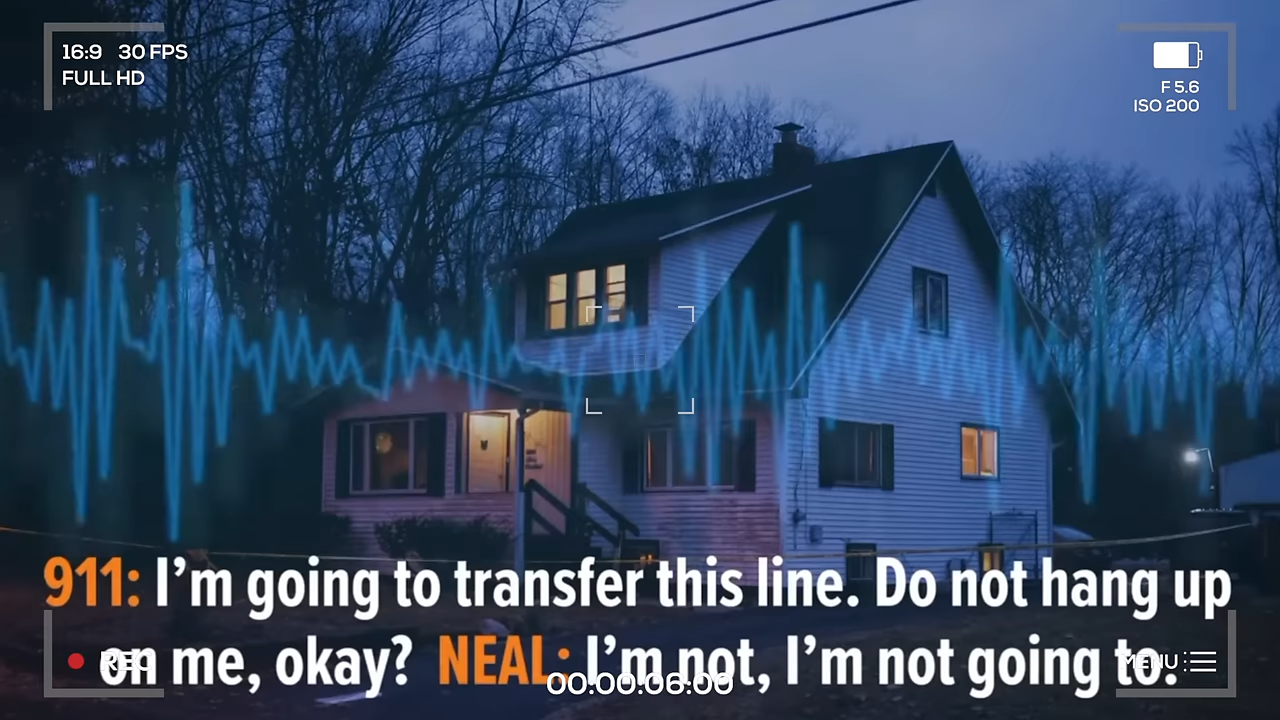 16:9 30 FPS
FULL HD
F 5.6
ISO 200
911: I'm going to transfer this line. Do not hang up
on me, okay? NEAL: I'm not, I'm not going to.
REC
MENU
00:00:06:00